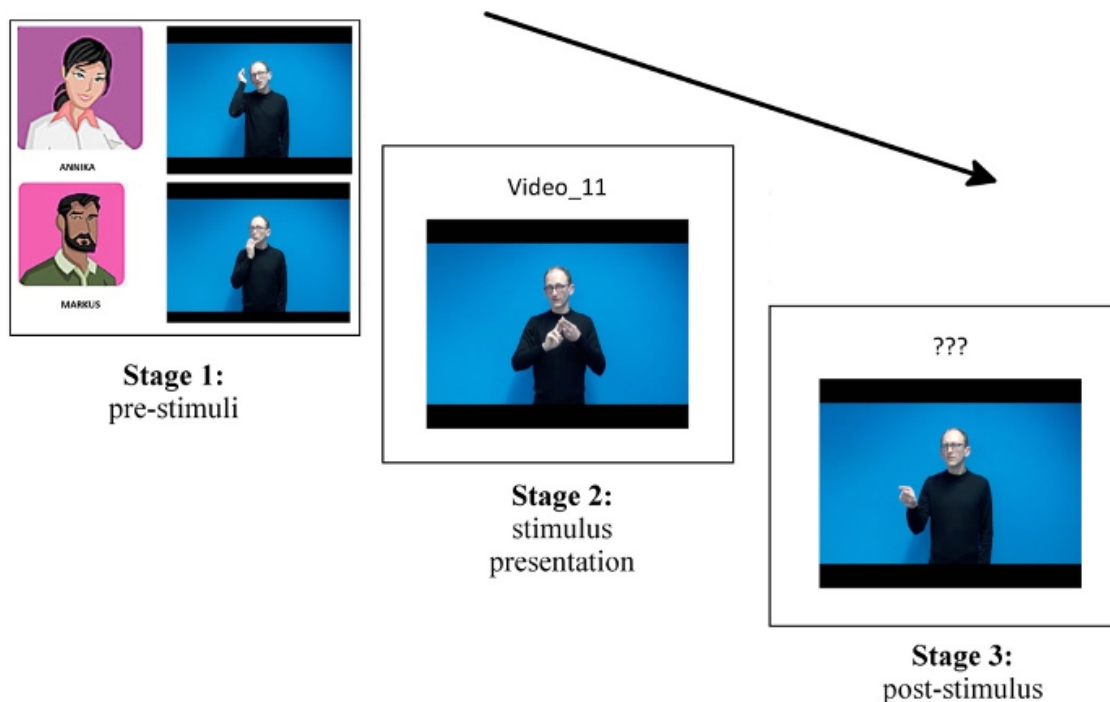 ANNIKA
MARKUS
Stage 1:
pre-stimuli
Video_11
Stage 2:
stimulus
presentation
???
Stage 3:
post-stimulus